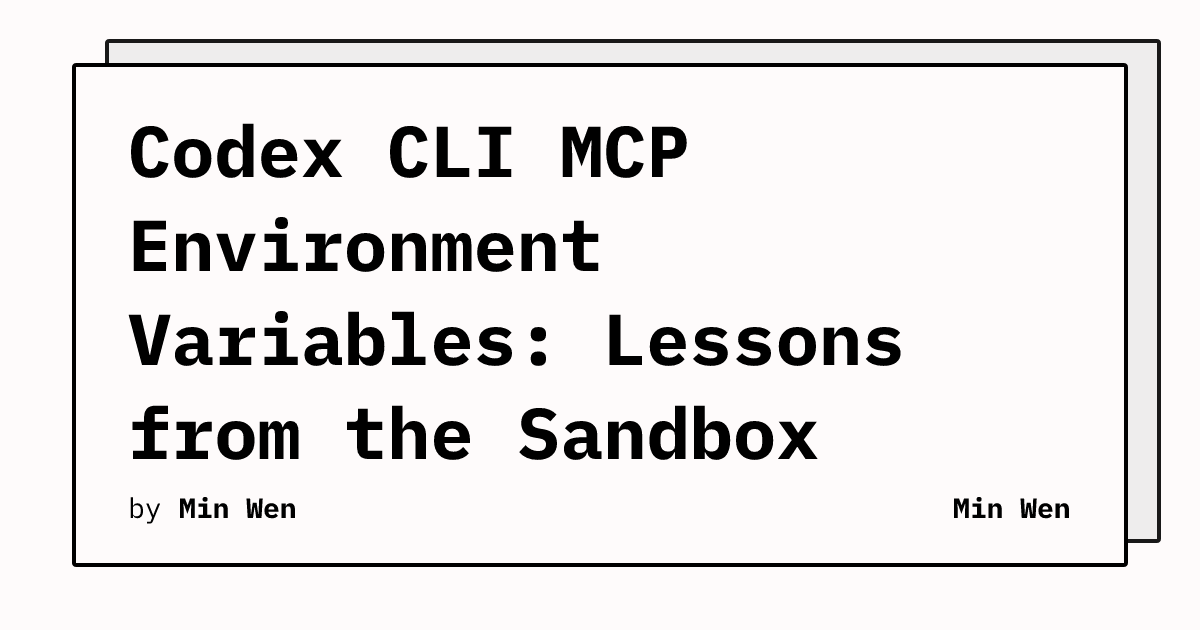 Codex CLI MCP
Environment
Variables: Lessons
from the Sandbox
by Min Wen
Min Wen